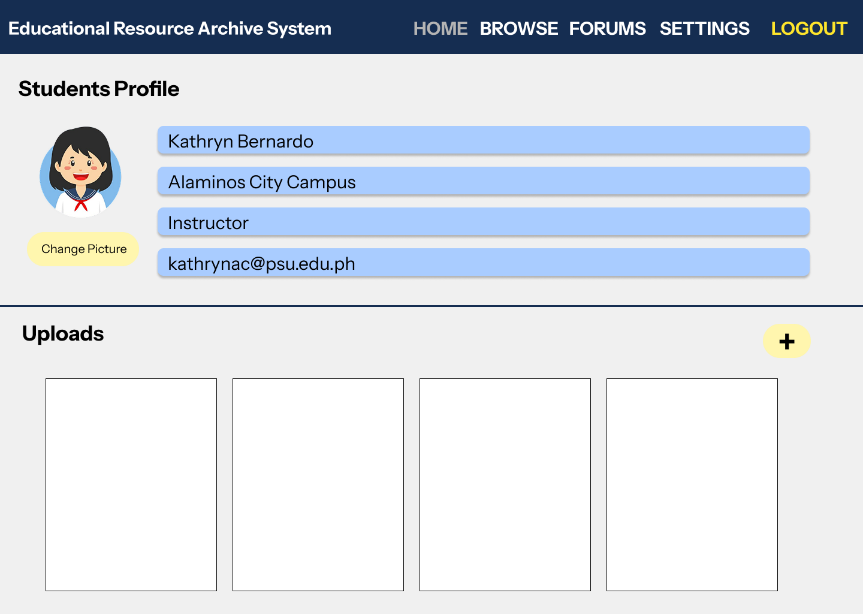 Educational Resource Archive System HOME BROWSE FORUMS SETTINGS LOGOUT
Students Profile
Kathryn Bernardo
Alaminos City Campus
Instructor
Change Picture
kathrynac@psu.edu.ph
Uploads +